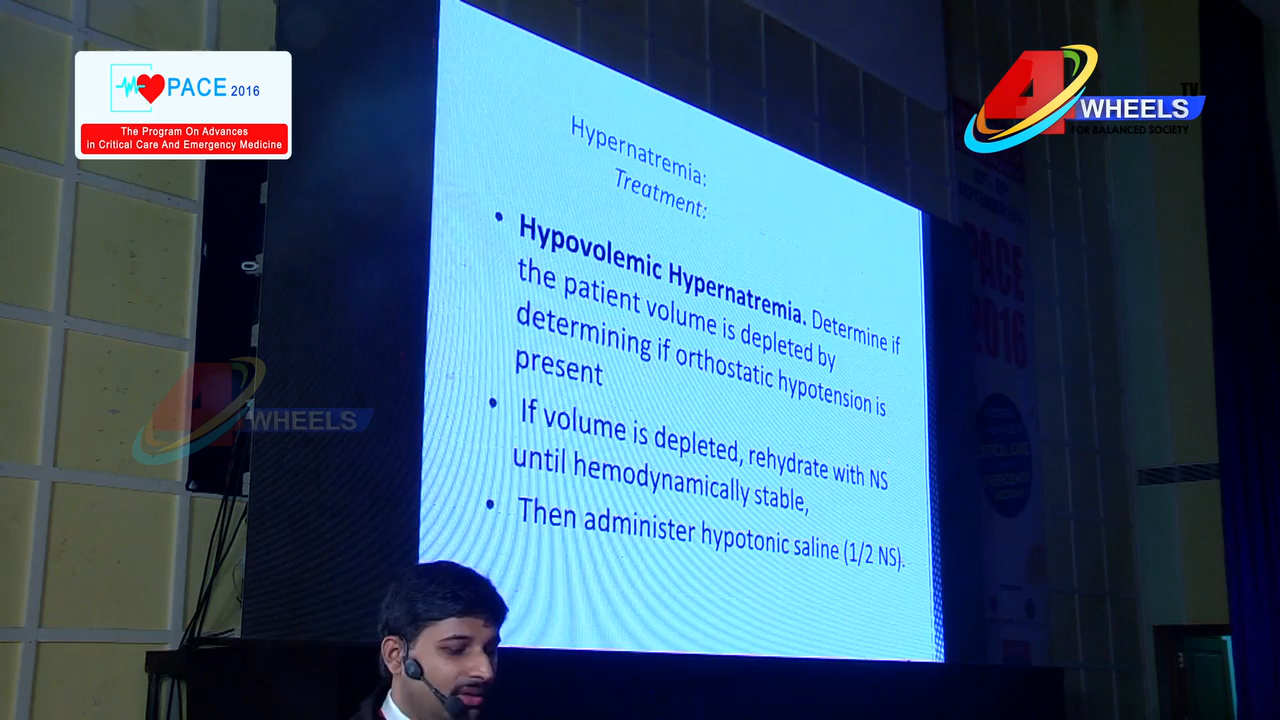 PACE 2016
The Program On Advances
in Critical Care And Emergency Medicine
4 WHEELS TV
FOR BALANCED SOCIETY
Hypernatremia:
Treatment:
• Hypovolemic Hypernatremia. Determine if
the patient volume is depleted by
determining if orthostatic hypotension is
present
• If volume is depleted, rehydrate with NS
until hemodynamically stable,
• Then administer hypotonic saline (1/2 NS).
4 WHEELS
PACE
2016